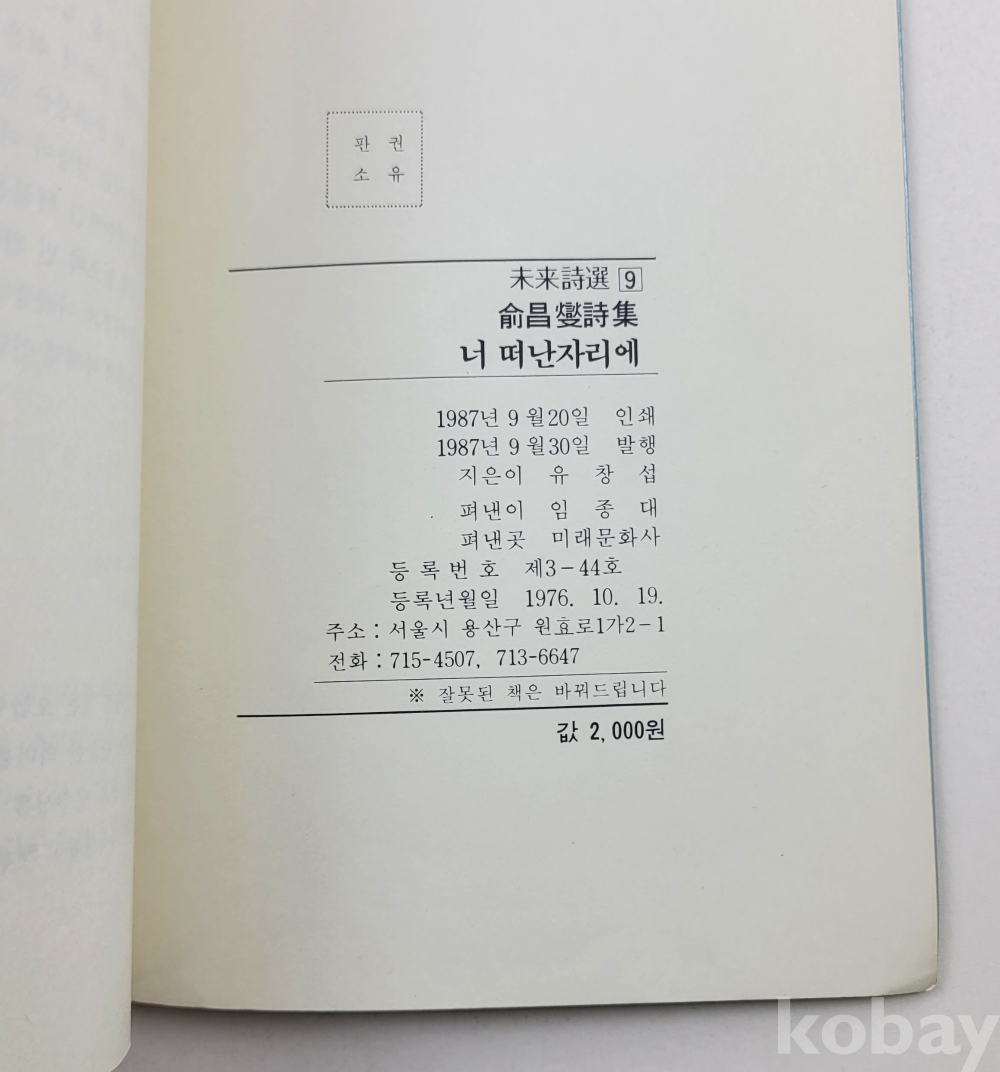 판 권
소 유
未来詩選 9
俞昌燮詩集
너 떠난자리에
1987년 9월20일 인쇄
1987년 9월30일 발행
지은이 유 창 섭
펴낸이 임 종 대
펴낸곳 미래문화사
등록번호 제3-44호
등록년월일 1976. 10. 19.
주소 : 서울시 용산구 원효로1가2-1
전화 : 715-4507, 713-6647
※ 잘못된 책은 바꿔드립니다
값 2,000원
kobay